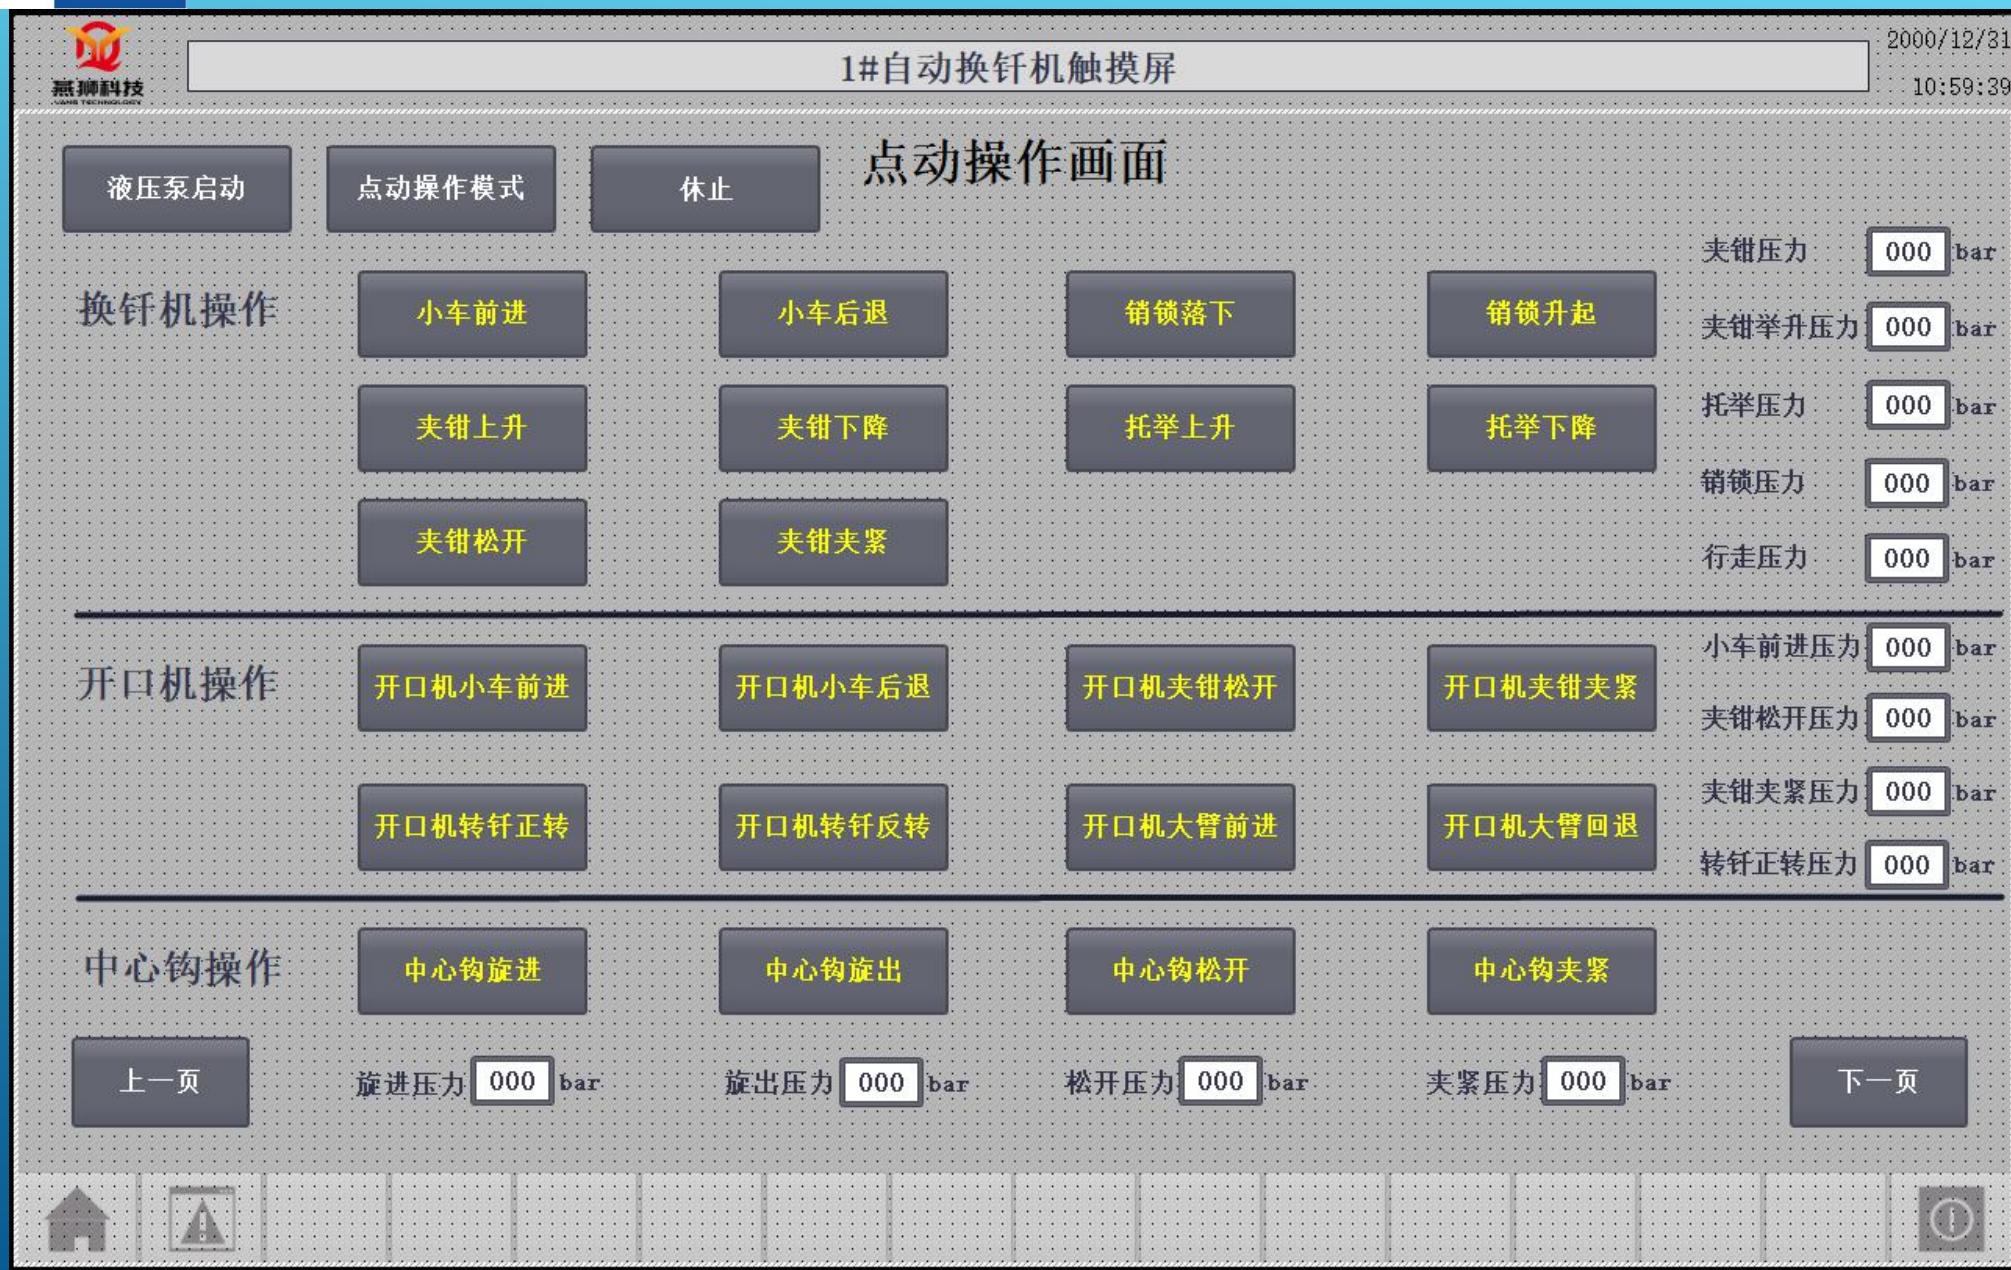 1#自动换钎机触摸屏
2000/12/31
10:59:39
燕狮科技
点动操作画面
液压泵启动 点动操作模式 休止
夹钳压力 000 bar
换钎机操作 小车前进 小车后退 销锁落下 销锁升起
夹钳举升压力 000 bar
夹钳上升 夹钳下降 托举上升 托举下降
托举压力 000 bar
销锁压力 000 bar
夹钳松开 夹钳夹紧
行走压力 000 bar
小车前进压力 000 bar
开口机操作 开口机小车前进 开口机小车后退 开口机夹钳松开 开口机夹钳夹紧
夹钳松开压力 000 bar
夹钳夹紧压力 000 bar
开口机转钎正转 开口机转钎反转 开口机大臂前进 开口机大臂回退
转钎正转压力 000 bar
中心钩操作 中心钩旋进 中心钩旋出 中心钩松开 中心钩夹紧
上一页 旋进压力 000 bar 旋出压力 000 bar 松开压力 000 bar 夹紧压力 000 bar 下一页